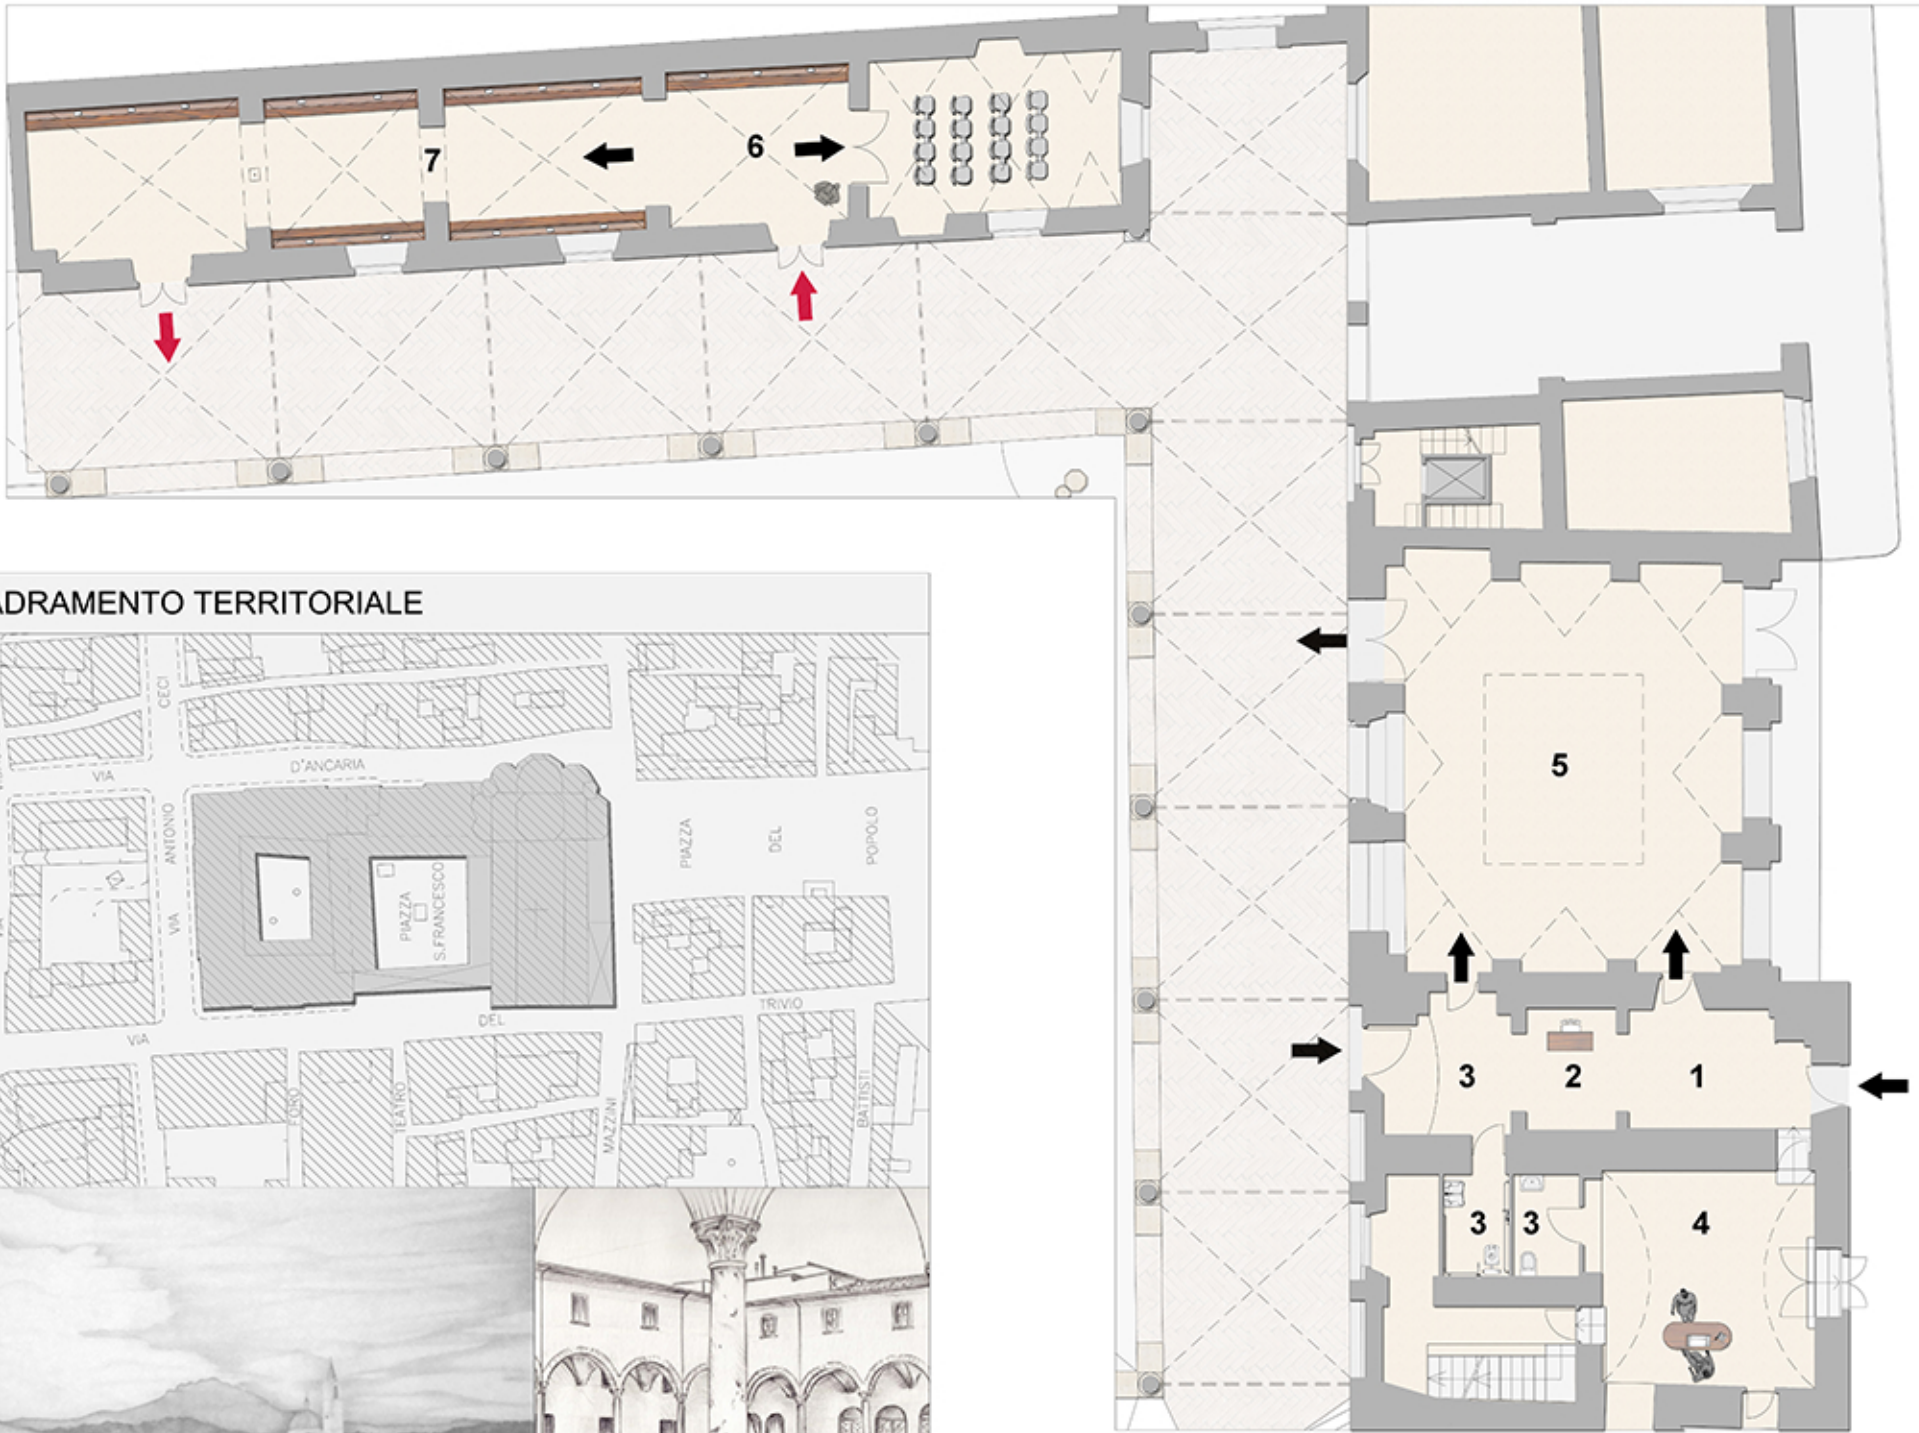 6
7
5
3
2
1
3
3
4
ADRAMENTO TERRITORIALE
CECI
VIA
D'ANCARIA
ANTONIO
VIA
PIAZZA
S.FRANCESCO
PIAZZA
DEL
POPOLO
TRIVIO
DEL
VIA
FORO
TEATRO
MAZZINI
BATTISTI